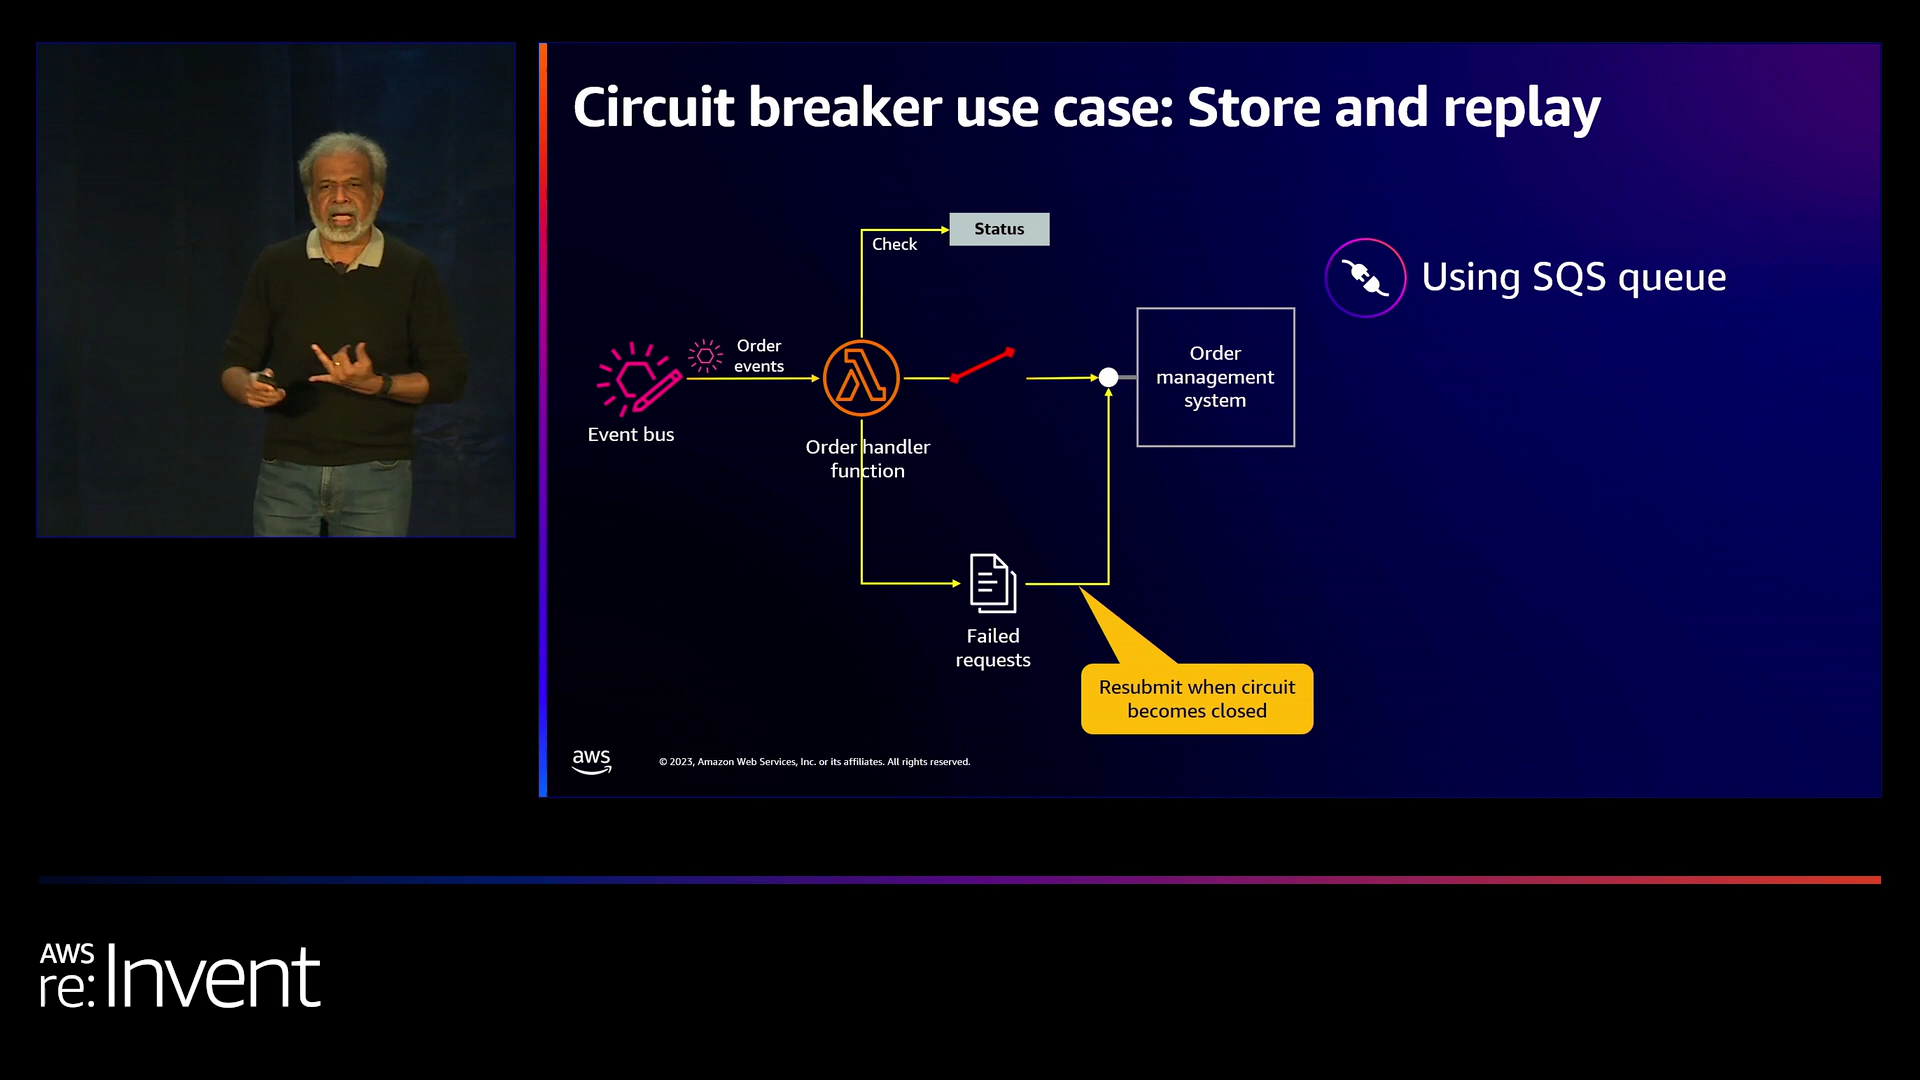 Circuit breaker use case: Store and replay
Status
Check
Using SQS queue
Order
events
Order
management
system
Event bus
Order handler
function
Failed
requests
Resubmit when circuit
becomes closed
aws
© 2023, Amazon Web Services, Inc. or its affiliates. All rights reserved.
AWS
re:Invent